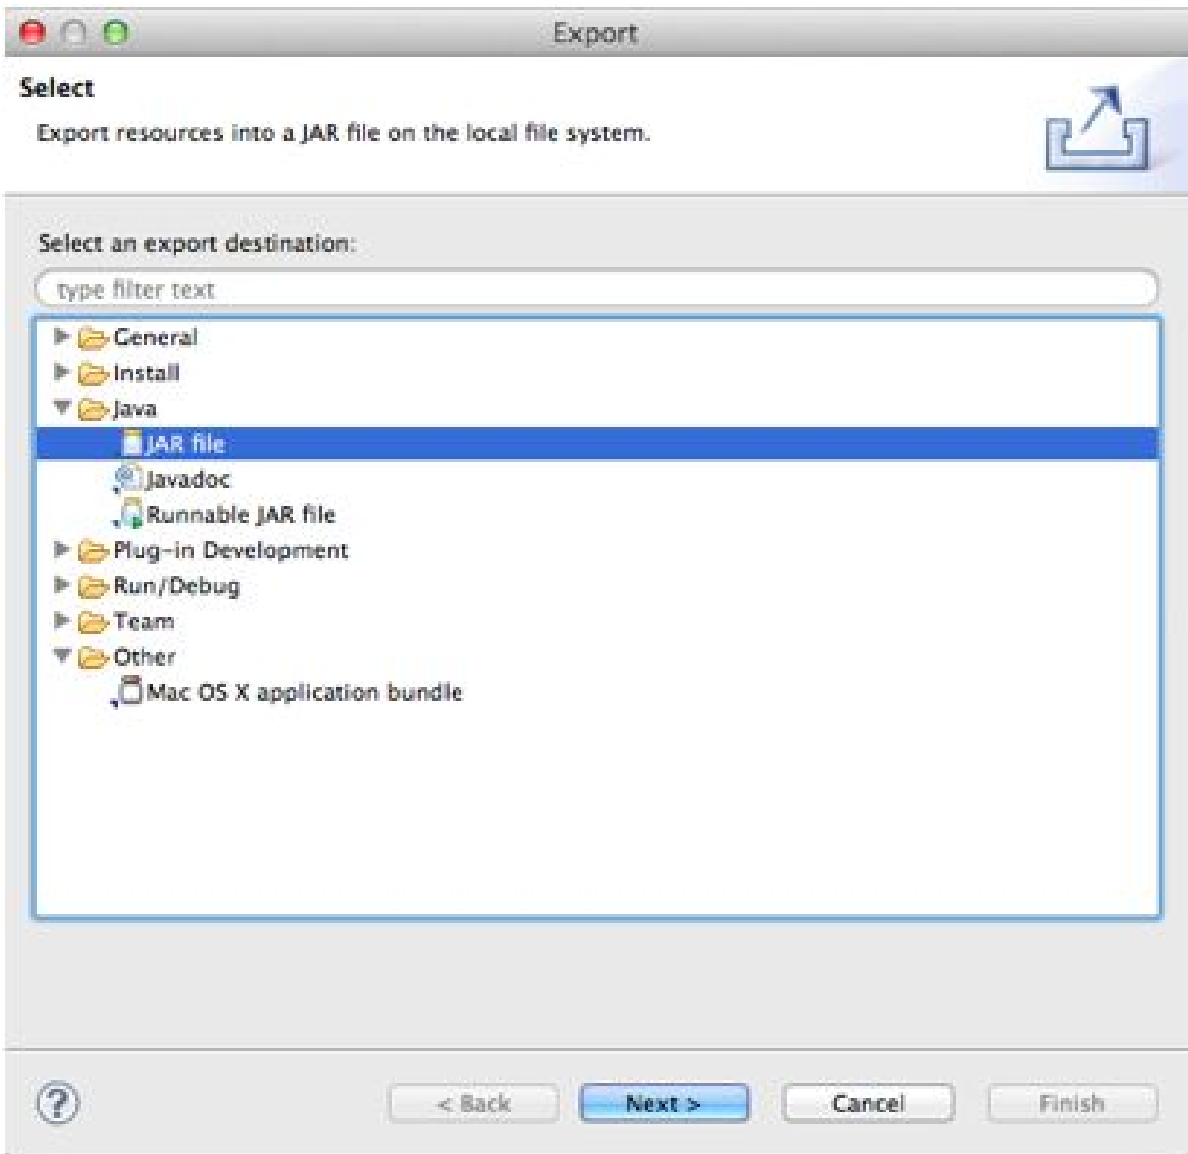 Export
Select
Export resources into a JAR file on the local file system.
Select an export destination:
type filter text
General
Install
Java
JAR file
Javadoc
Runnable JAR file
Plug-in Development
Run/Debug
Team
Other
Mac OS X application bundle
? < Back Next > Cancel Finish